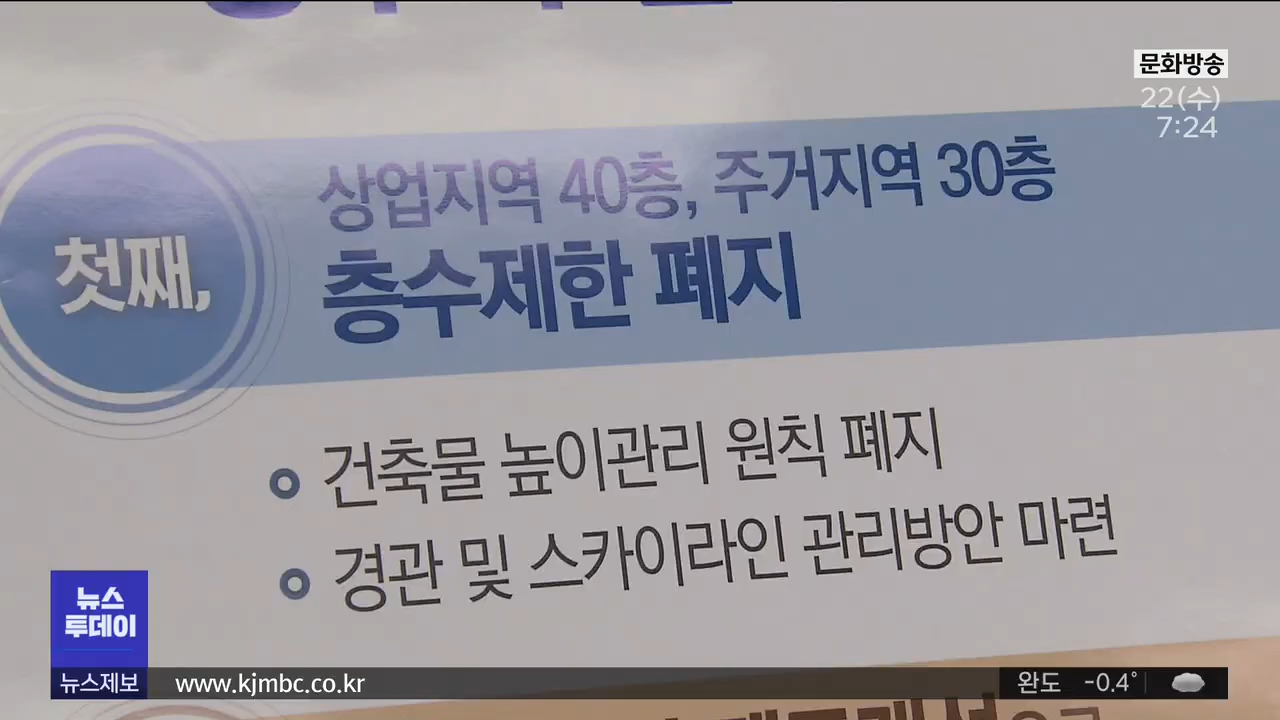 문화방송
22(수)
7:24
첫째,
상업지역 40층, 주거지역 30층
층수제한 폐지
건축물 높이관리 원칙 폐지
경관 및 스카이라인 관리방안 마련
뉴스
투데이
뉴스제보 www.kjmbc.co.kr
완도 -0.4°